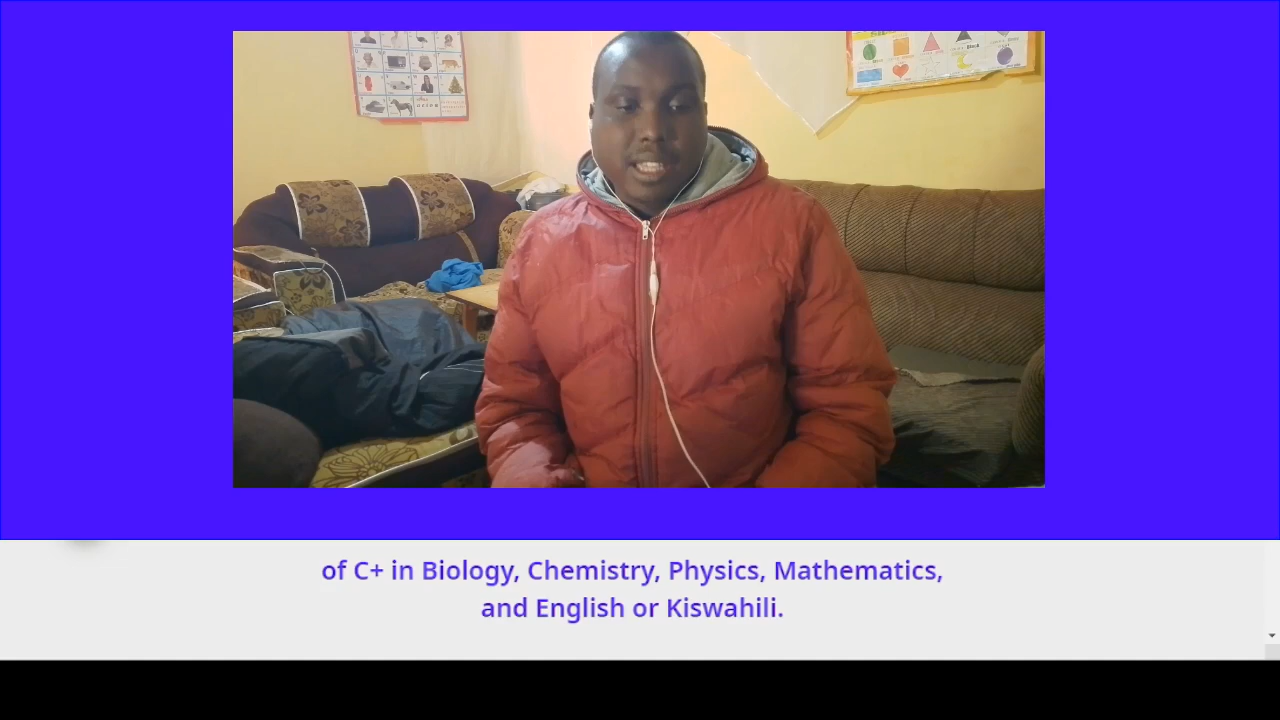 of C+ in Biology, Chemistry, Physics, Mathematics,
and English or Kiswahili.